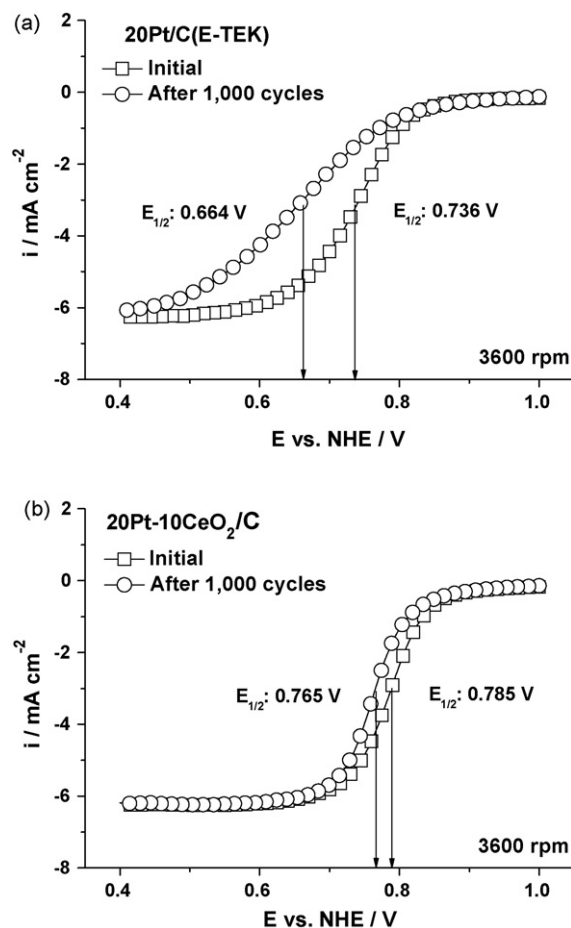 (a)
20Pt/C(E-TEK)
Initial
After 1,000 cycles
E1/2: 0.664 V
E1/2: 0.736 V
3600 rpm
2
0
-2
-4
-6
-8
i / mA cm-2
0.4 0.6 0.8 1.0
E vs. NHE / V
(b)
20Pt-10CeO2/C
Initial
After 1,000 cycles
E1/2: 0.765 V
E1/2: 0.785 V
3600 rpm
2
0
-2
-4
-6
-8
i / mA cm-2
0.4 0.6 0.8 1.0
E vs. NHE / V